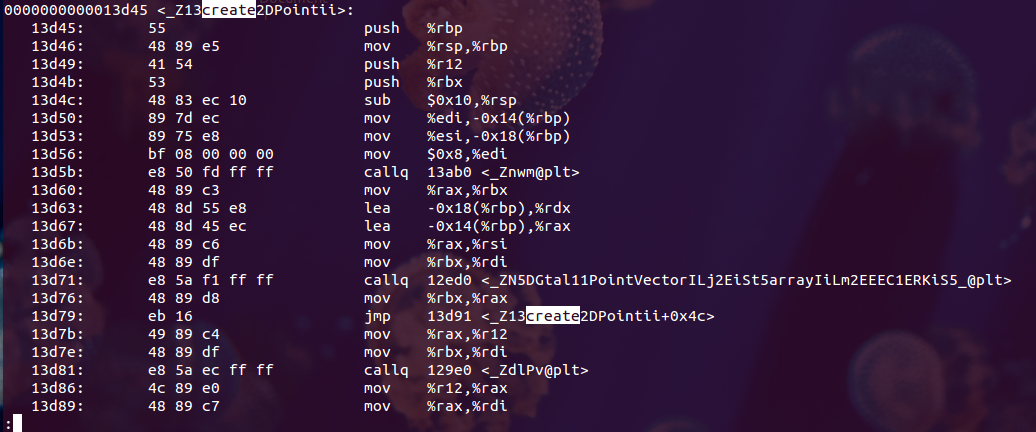 0000000000013d45 <_Z13create2DPointii>:
13d45: 55 push %rbp
13d46: 48 89 e5 mov %rsp,%rbp
13d49: 41 54 push %r12
13d4b: 53 push %rbx
13d4c: 48 83 ec 10 sub $0x10,%rsp
13d50: 89 7d ec mov %edi,-0x14(%rbp)
13d53: 89 75 e8 mov %esi,-0x18(%rbp)
13d56: bf 08 00 00 00 mov $0x8,%edi
13d5b: e8 50 fd ff ff callq 13ab0 <_Znwm@plt>
13d60: 48 89 c3 mov %rax,%rbx
13d63: 48 8d 55 e8 lea -0x18(%rbp),%rdx
13d67: 48 8d 45 ec lea -0x14(%rbp),%rax
13d6b: 48 89 c6 mov %rax,%rsi
13d6e: 48 89 df mov %rbx,%rdi
13d71: e8 5a f1 ff ff callq 12ed0 <_ZN5DGtal11PointVectorILj2EiSt5arrayIiLm2EEEC1ERKiS5_@plt>
13d76: 48 89 d8 mov %rbx,%rax
13d79: eb 16 jmp 13d91 <_Z13create2DPointii+0x4c>
13d7b: 49 89 c4 mov %rax,%r12
13d7e: 48 89 df mov %rbx,%rdi
13d81: e8 5a ec ff ff callq 129e0 <_ZdlPv@plt>
13d86: 4c 89 e0 mov %r12,%rax
13d89: 48 89 c7 mov %rax,%rdi
: